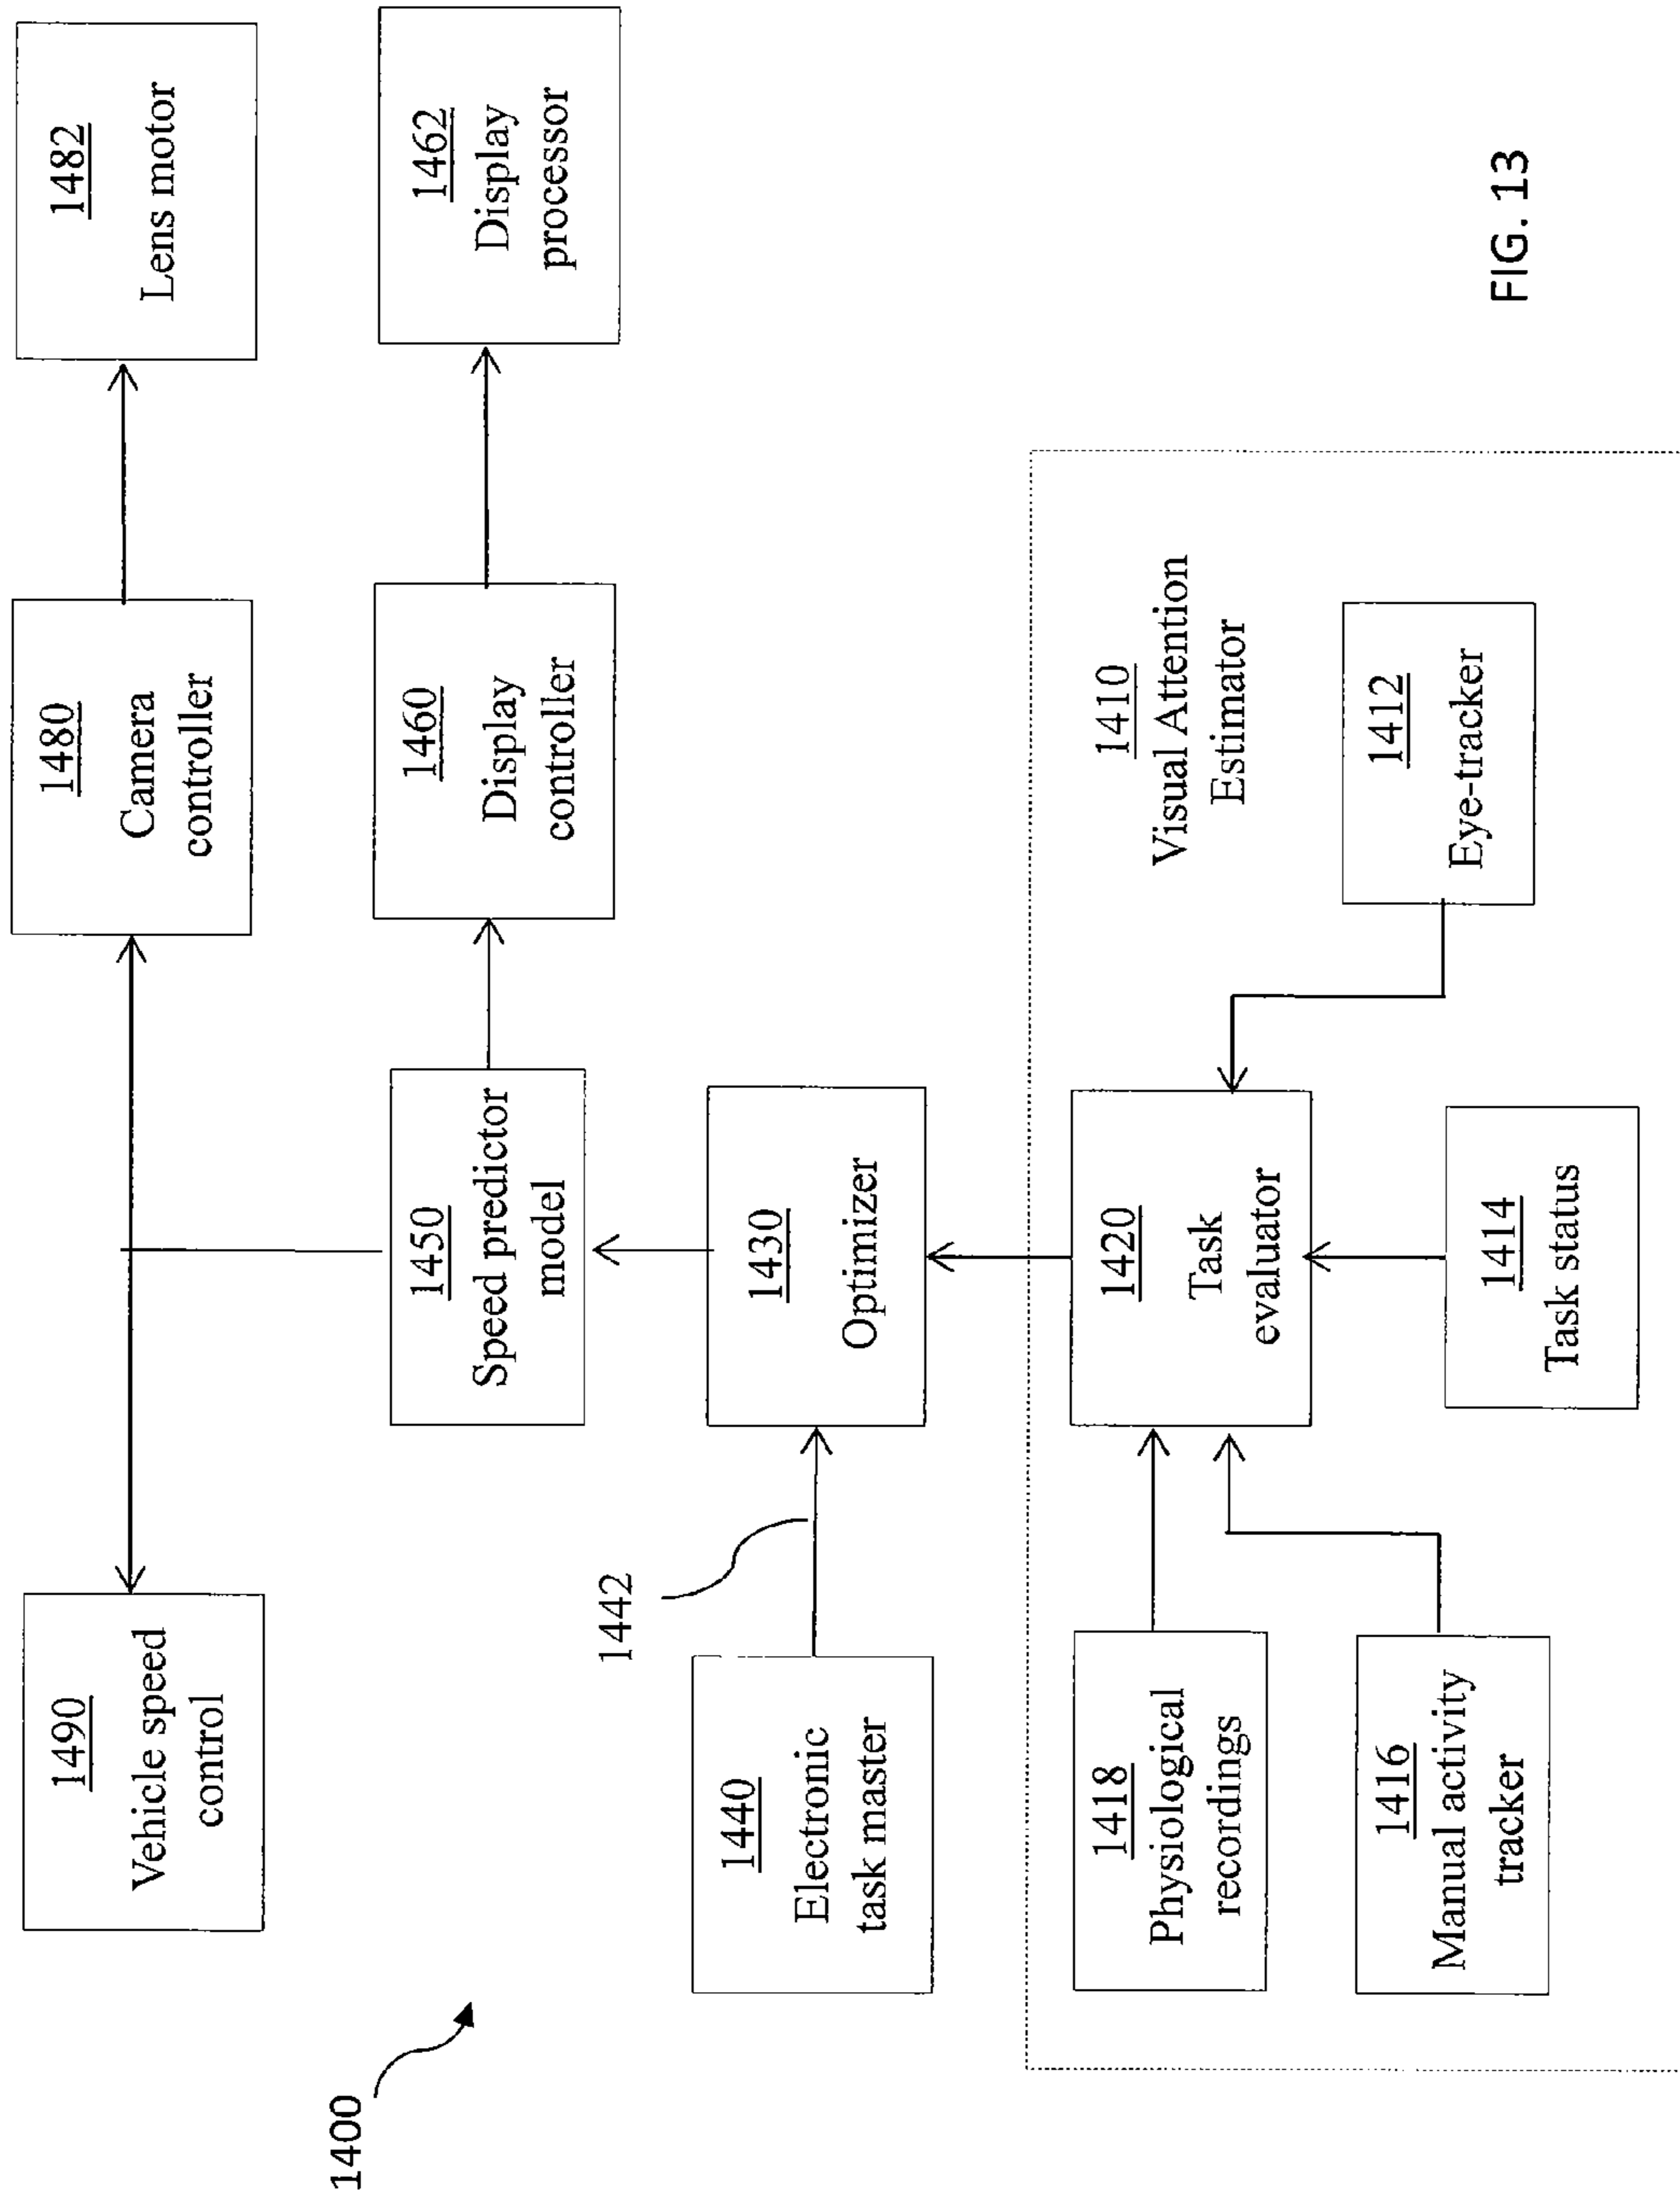 1400
1490
Vehicle speed
control
1480
Camera
controller
1482
Lens motor
1450
Speed predictor
model
1460
Display
controller
1462
Display
processor
1440
Electronic
task master
1442
1430
Optimizer
1410
Visual Attention
Estimator
1418
Physiological
recordings
1420
Task
evaluator
1412
Eye-tracker
1416
Manual activity
tracker
1414
Task status
FIG. 13